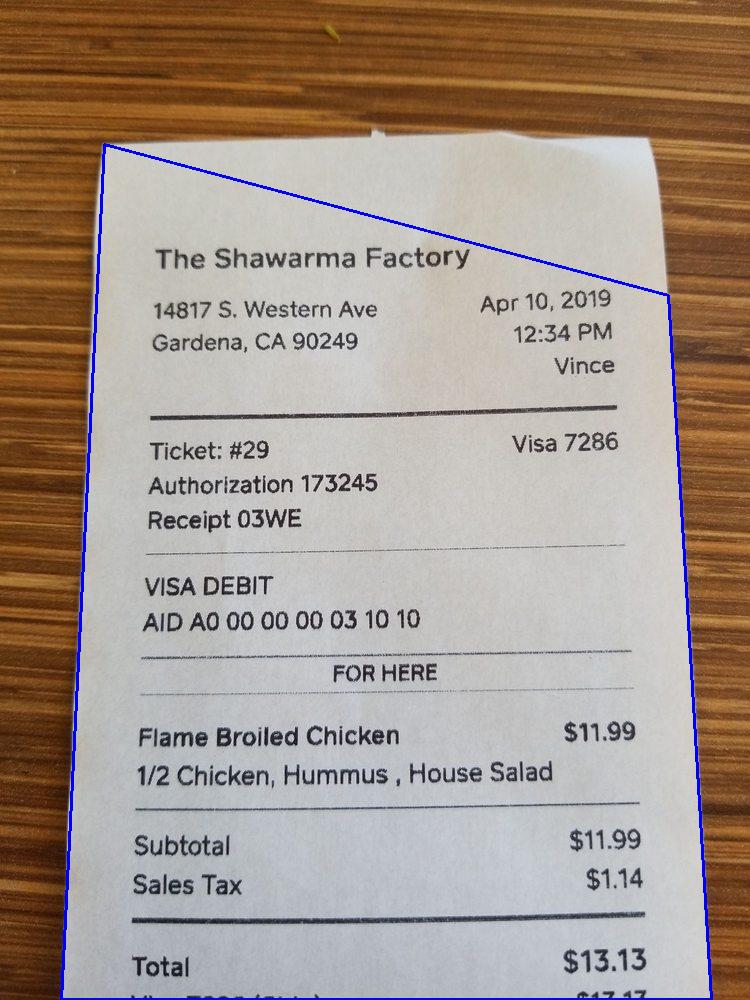 The Shawarma Factory
14817 S. Western Ave
Gardena, CA 90249
Apr 10, 2019
12:34 PM
Vince
Ticket: #29
Visa 7286
Authorization 173245
Receipt 03WE
VISA DEBIT
AID A0 00 00 00 03 10 10
FOR HERE
Flame Broiled Chicken $11.99
1/2 Chicken, Hummus , House Salad
Subtotal $11.99
Sales Tax $1.14
Total $13.13